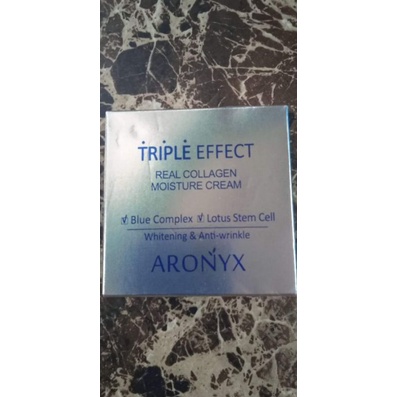 TRIPLE EFFECT
REAL COLLAGEN
MOISTURE CREAM
Blue Complex Lotus Stem Cell
Whitening & Anti-wrinkle
ARONYX